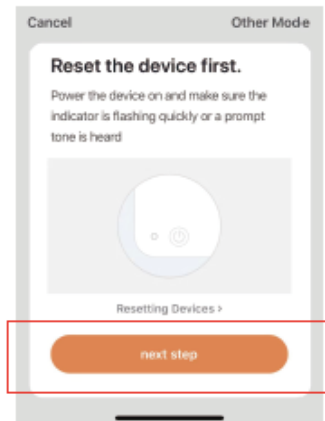 Cancel Other Mode
Reset the device first.
Power the device on and make sure the
indicator is flashing quickly or a prompt
tone is heard
Resetting Devices >
next step